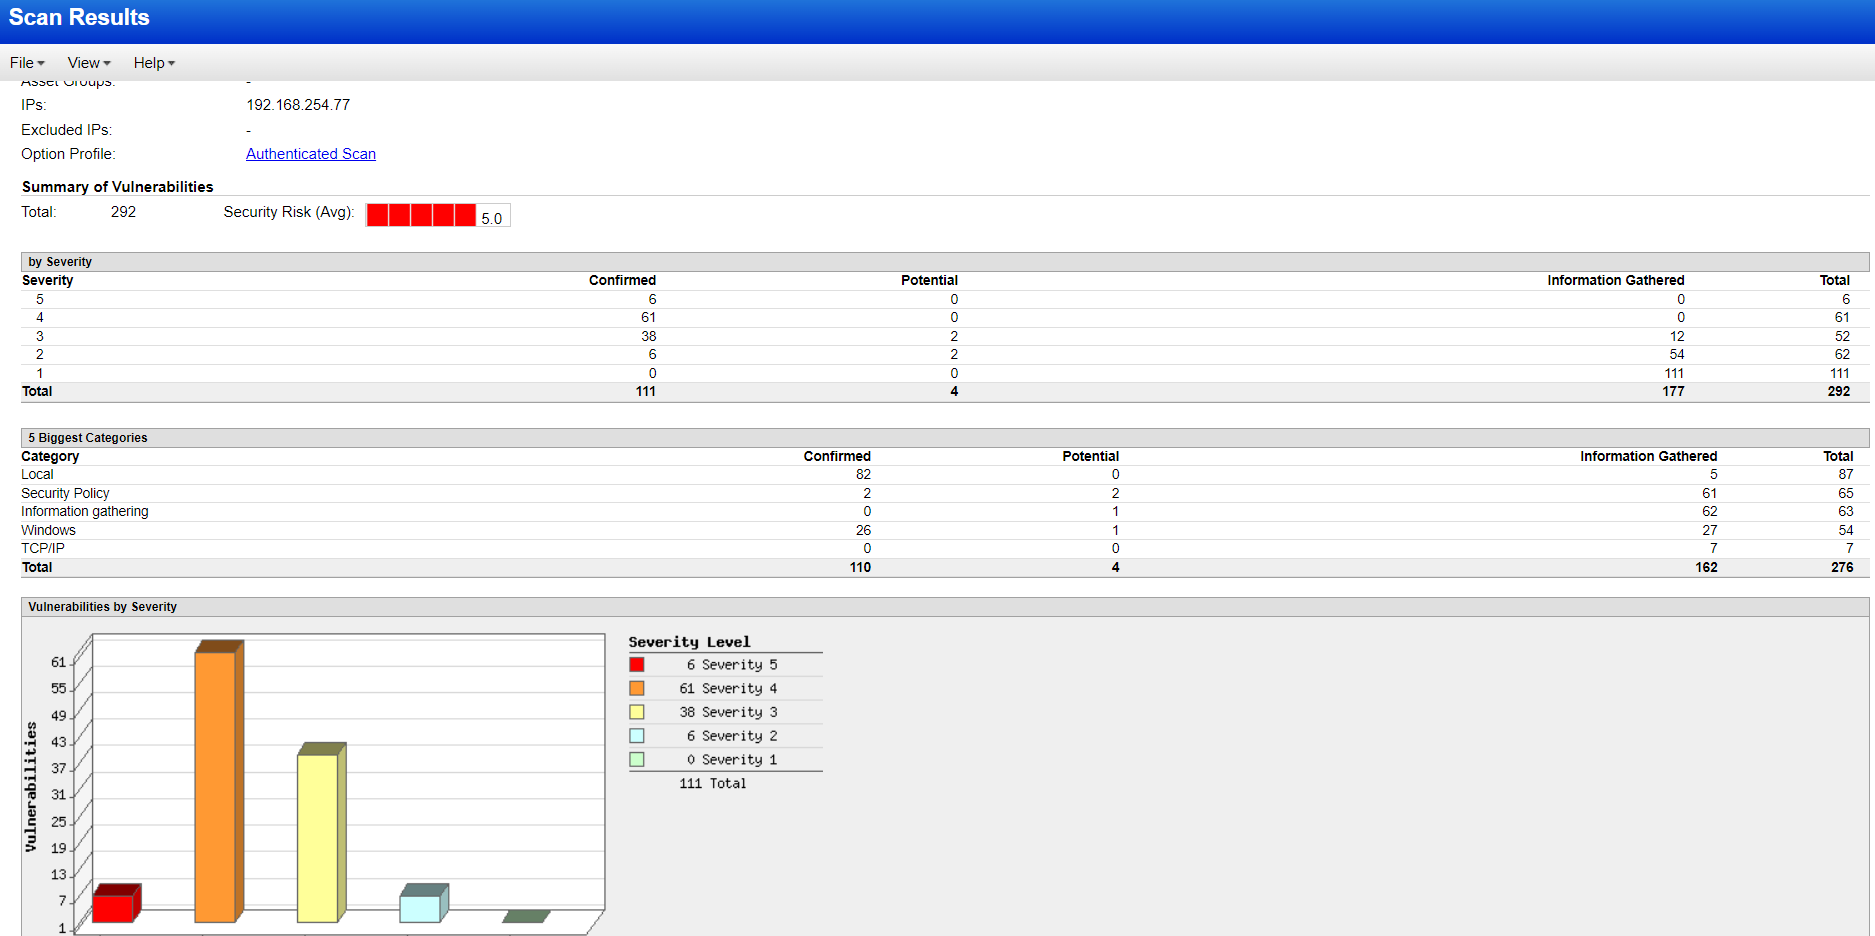 Scan Results
File View Help
Asset Groups: -
IPs: 192.168.254.77
Excluded IPs: -
Option Profile: Authenticated Scan
Summary of Vulnerabilities
Total: 292 Security Risk (Avg): 5.0
by Severity
Severity Confirmed Potential Information Gathered Total
5 6 0 0 6
4 61 0 0 61
3 38 2 12 52
2 6 2 54 62
1 0 0 111 111
Total 111 4 177 292
5 Biggest Categories
Category Confirmed Potential Information Gathered Total
Local 82 0 5 87
Security Policy 2 2 61 65
Information gathering 0 1 62 63
Windows 26 1 27 54
TCP/IP 0 0 7 7
Total 110 4 162 276
Vulnerabilities by Severity
Vulnerabilities
61
55
49
43
37
31
25
19
13
7
1
Severity Level
6 Severity 5
61 Severity 4
38 Severity 3
6 Severity 2
0 Severity 1
111 Total